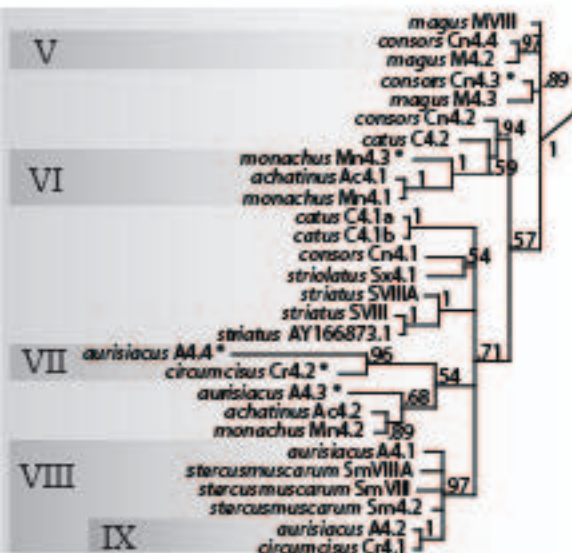 magus MVIII
consors Cn4.4
.97
V
magus M4.2
consors Cn4.3 *
.89
magus M4.3
consors Cn4.2
.94
catus C4.2
monachus Mn4.3 *
1
.59
1
VI
achatinus Ac4.1
1
monachus Mn4.1
catus C4.1a
1
catus C4.1b
.57
consors Cn4.1
.54
striolatus Sx4.1
striatus SVIIIA
1
striatus SVIII
1
striatus AY166873.1
VII
aurisiacus A4.4 *
.96
.71
circumcisus Cr4.2 *
.54
aurisiacus A4.3 *
.68
achatinus Ac4.2
monachus Mn4.2
.89
aurisiacus A4.1
VIII
stercusmuscarum SmVIIIA
stercusmuscarum SmVIII
.97
stercusmuscarum Sm4.2
IX
aurisiacus A4.2
1
circumcisus Cr4.1